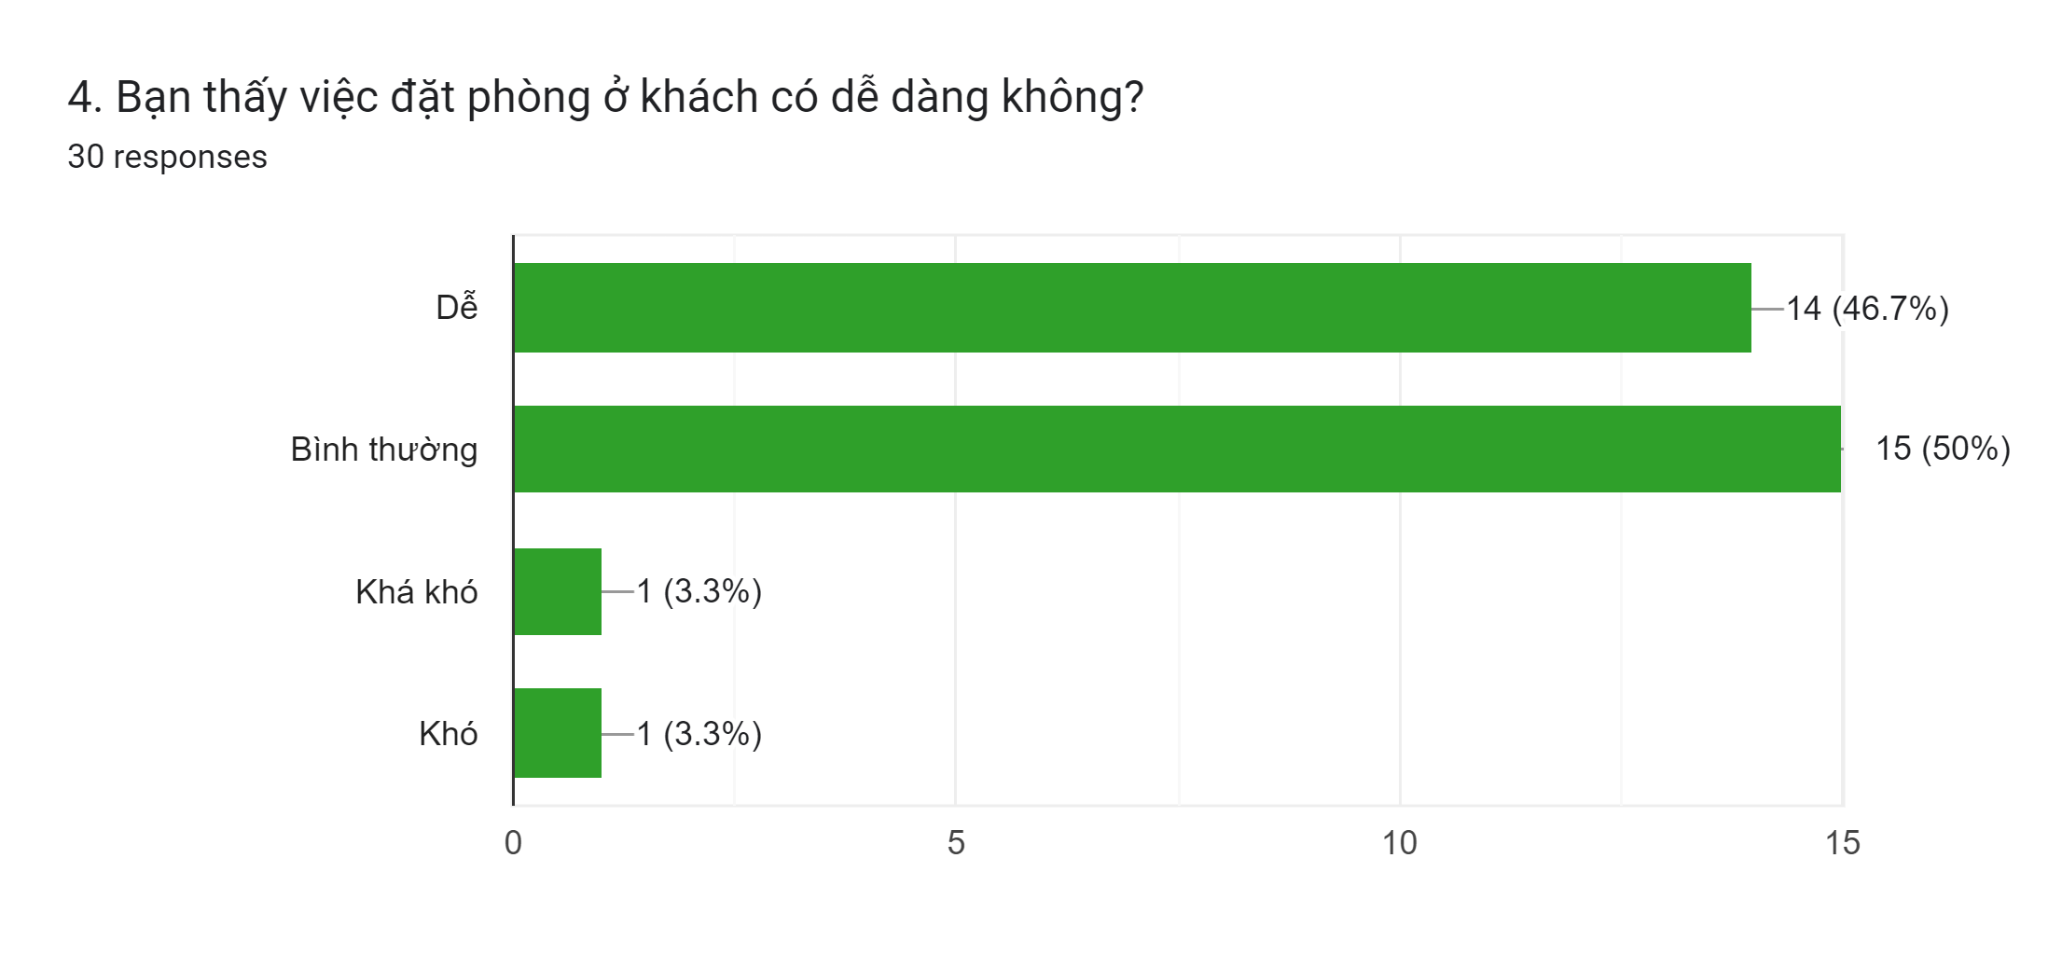 4. Bạn thấy việc đặt phòng ở khách có dễ dàng không?
30 responses
Dễ
14 (46.7%)
Bình thường
15 (50%)
Khá khó
1 (3.3%)
Khó
1 (3.3%)
0 5 10 15